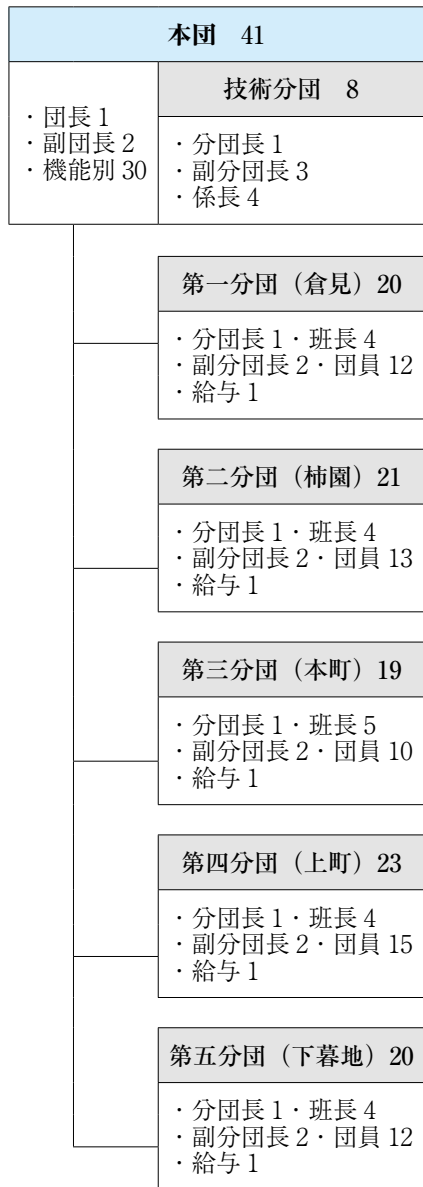 本団　41
・団長 1
・副団長 2
・機能別 30
技術分団　8
・分団長 1
・副分団長 3
・係長 4
第一分団（倉見）20
・分団長 1・班長 4
・副分団長 2・団員 12
・給与 1
第二分団（柿園）21
・分団長 1・班長 4
・副分団長 2・団員 13
・給与 1
第三分団（本町）19
・分団長 1・班長 5
・副分団長 2・団員 10
・給与 1
第四分団（上町）23
・分団長 1・班長 4
・副分団長 2・団員 15
・給与 1
第五分団（下暮地）20
・分団長 1・班長 4
・副分団長 2・団員 12
・給与 1